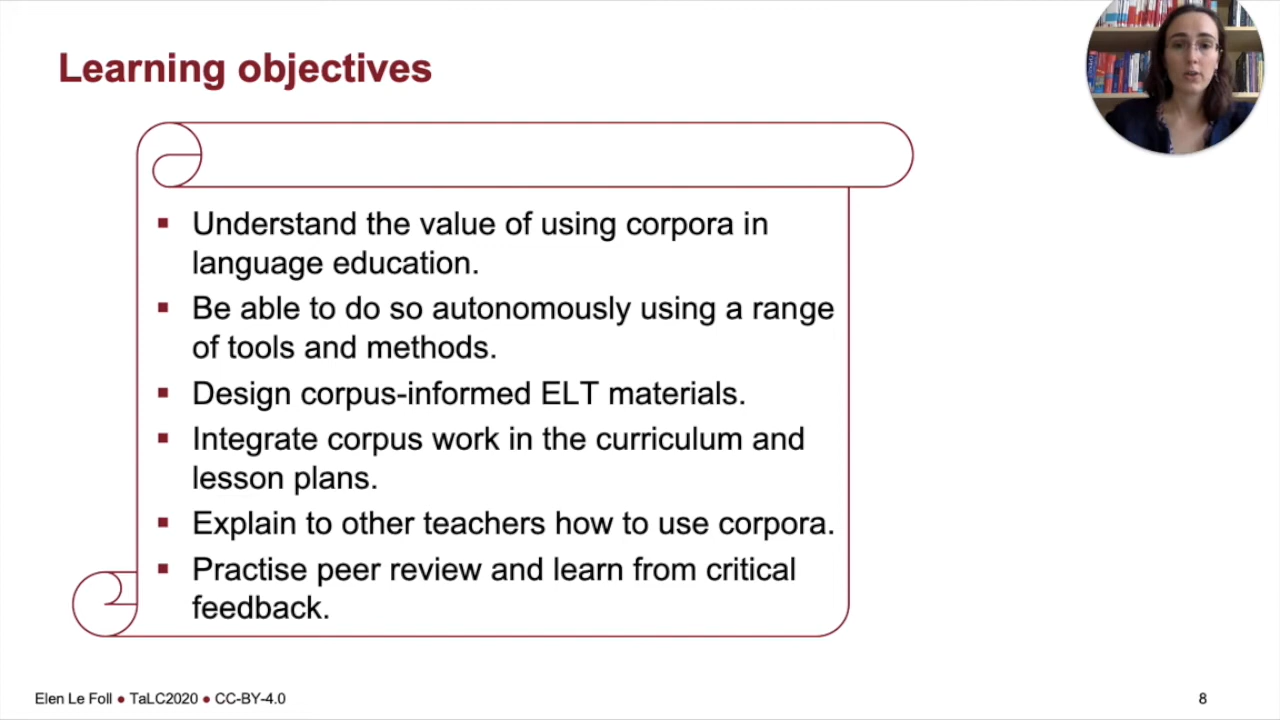 Learning objectives
▪ Understand the value of using corpora in
language education.
▪ Be able to do so autonomously using a range
of tools and methods.
▪ Design corpus-informed ELT materials.
▪ Integrate corpus work in the curriculum and
lesson plans.
▪ Explain to other teachers how to use corpora.
▪ Practise peer review and learn from critical
feedback.
Elen Le Foll ● TaLC2020 ● CC-BY-4.0
8